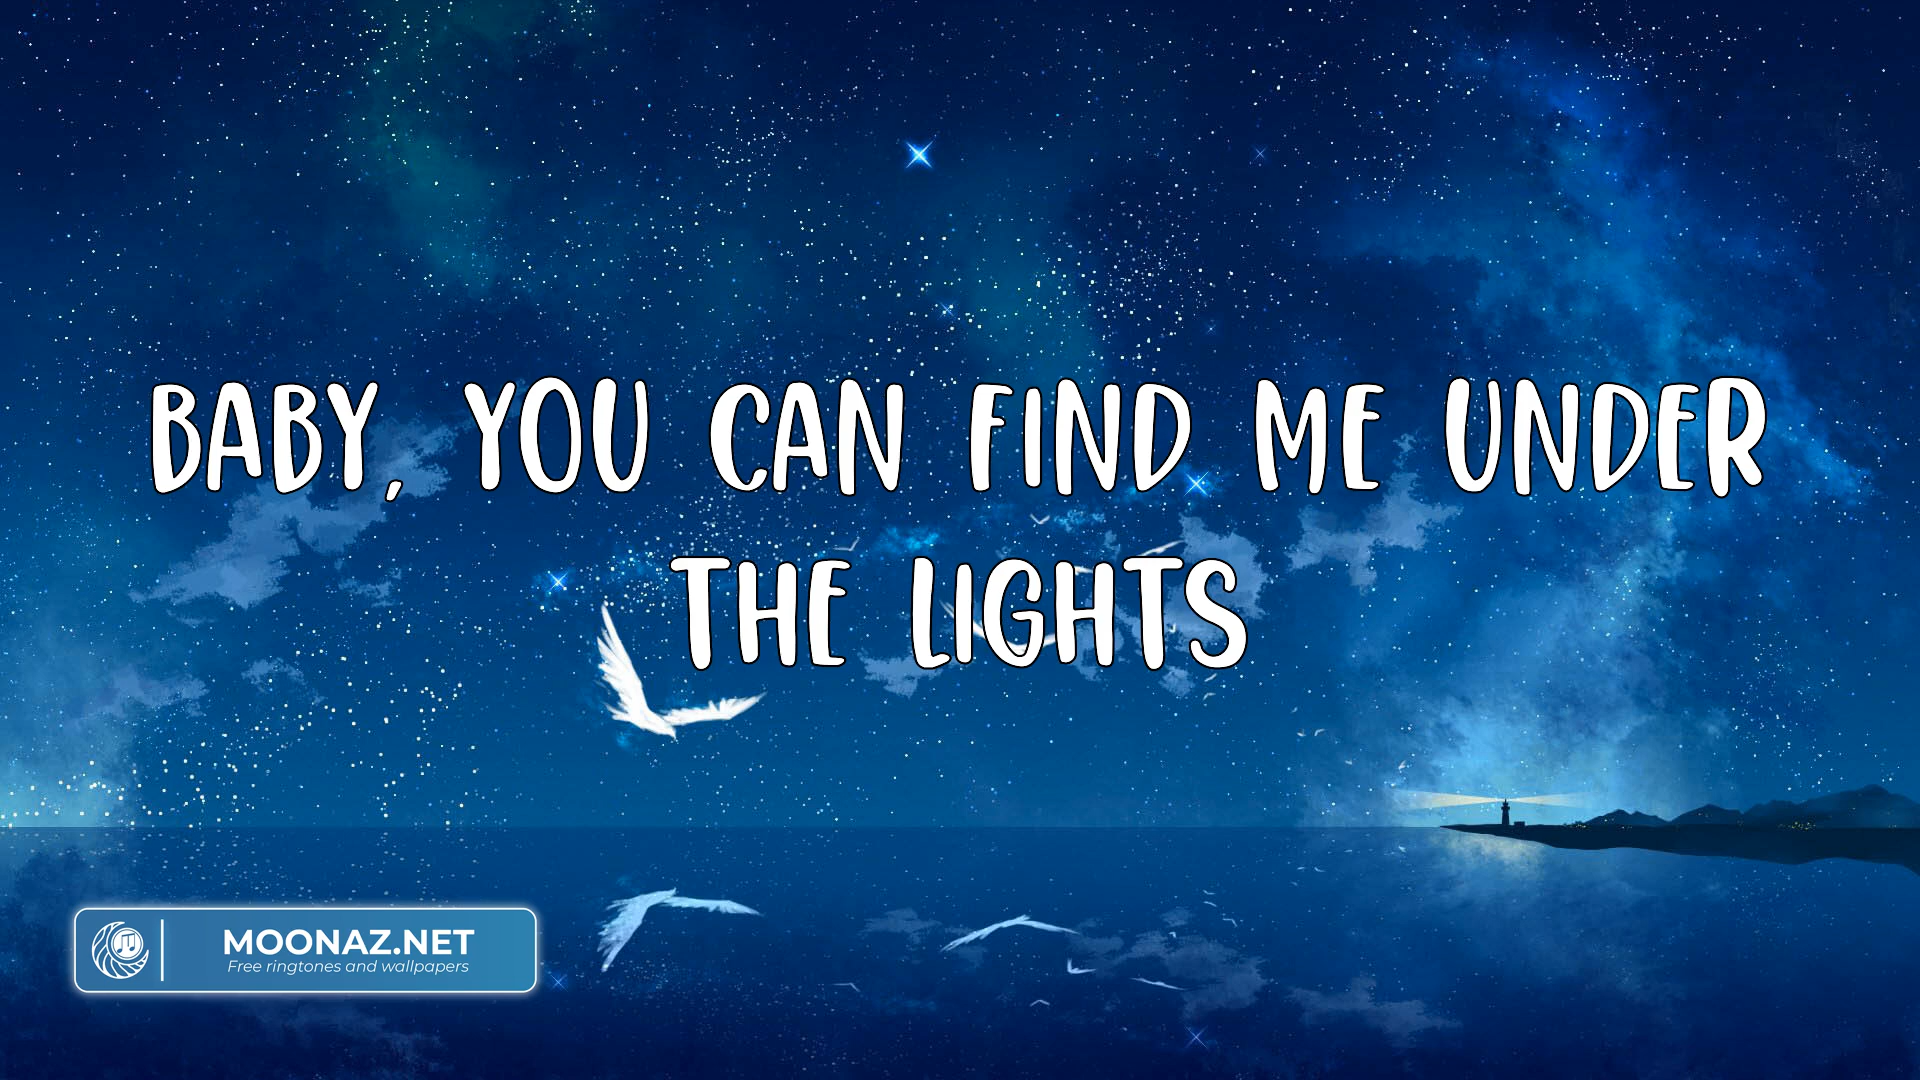 BABY, YOU CAN FIND ME UNDER
THE LIGHTS
MOONAZ.NET
Free ringtones and wallpapers